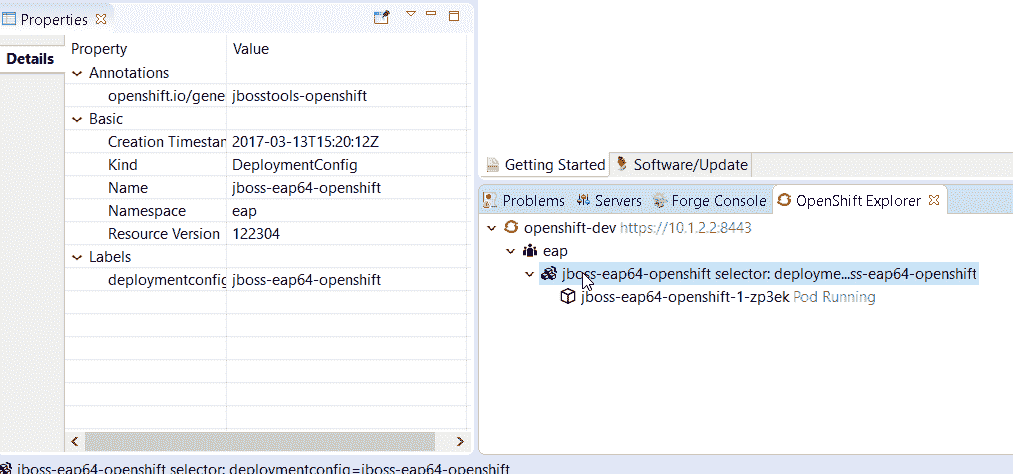 Properties
Details
Property Value
Annotations
openshift.io/gene jbosstools-openshift
Basic
Creation Timestan 2017-03-13T15:20:12Z
Kind DeploymentConfig
Name jboss-eap64-openshift
Namespace eap
Resource Version 122304
Labels
deploymentconfig jboss-eap64-openshift
Getting Started Software/Update
Problems Servers Forge Console OpenShift Explorer
openshift-dev https://10.1.2.2:8443
eap
jboss-eap64-openshift selector: deployme...ss-eap64-openshift
jboss-eap64-openshift-1-zp3ek Pod Running
jboss-eap64-openshift selector: deploymentconfig=jboss-eap64-openshift